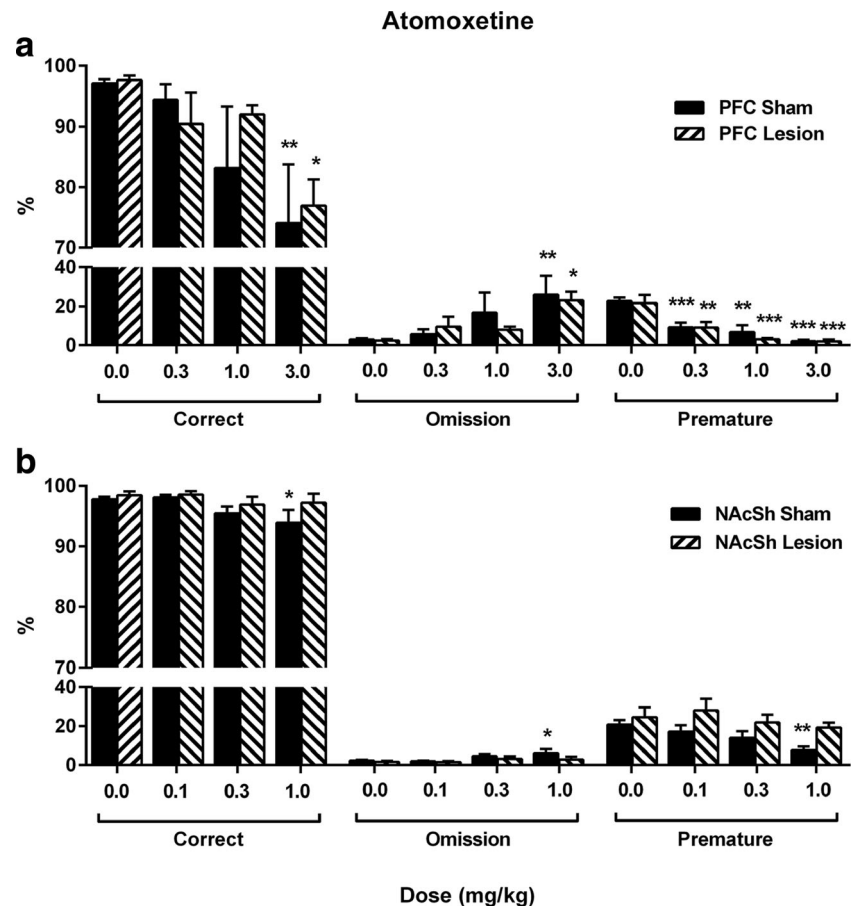 Atomoxetine
a
100
90
80
70
40
20
0
%
PFC Sham
PFC Lesion
** *
** *
*** ** ** *** *** ***
0.0 0.3 1.0 3.0 0.0 0.3 1.0 3.0 0.0 0.3 1.0 3.0
Correct Omission Premature
b
100
90
80
70
40
20
0
%
NAcSh Sham
NAcSh Lesion
*
*
**
0.0 0.1 0.3 1.0 0.0 0.1 0.3 1.0 0.0 0.1 0.3 1.0
Correct Omission Premature
Dose (mg/kg)